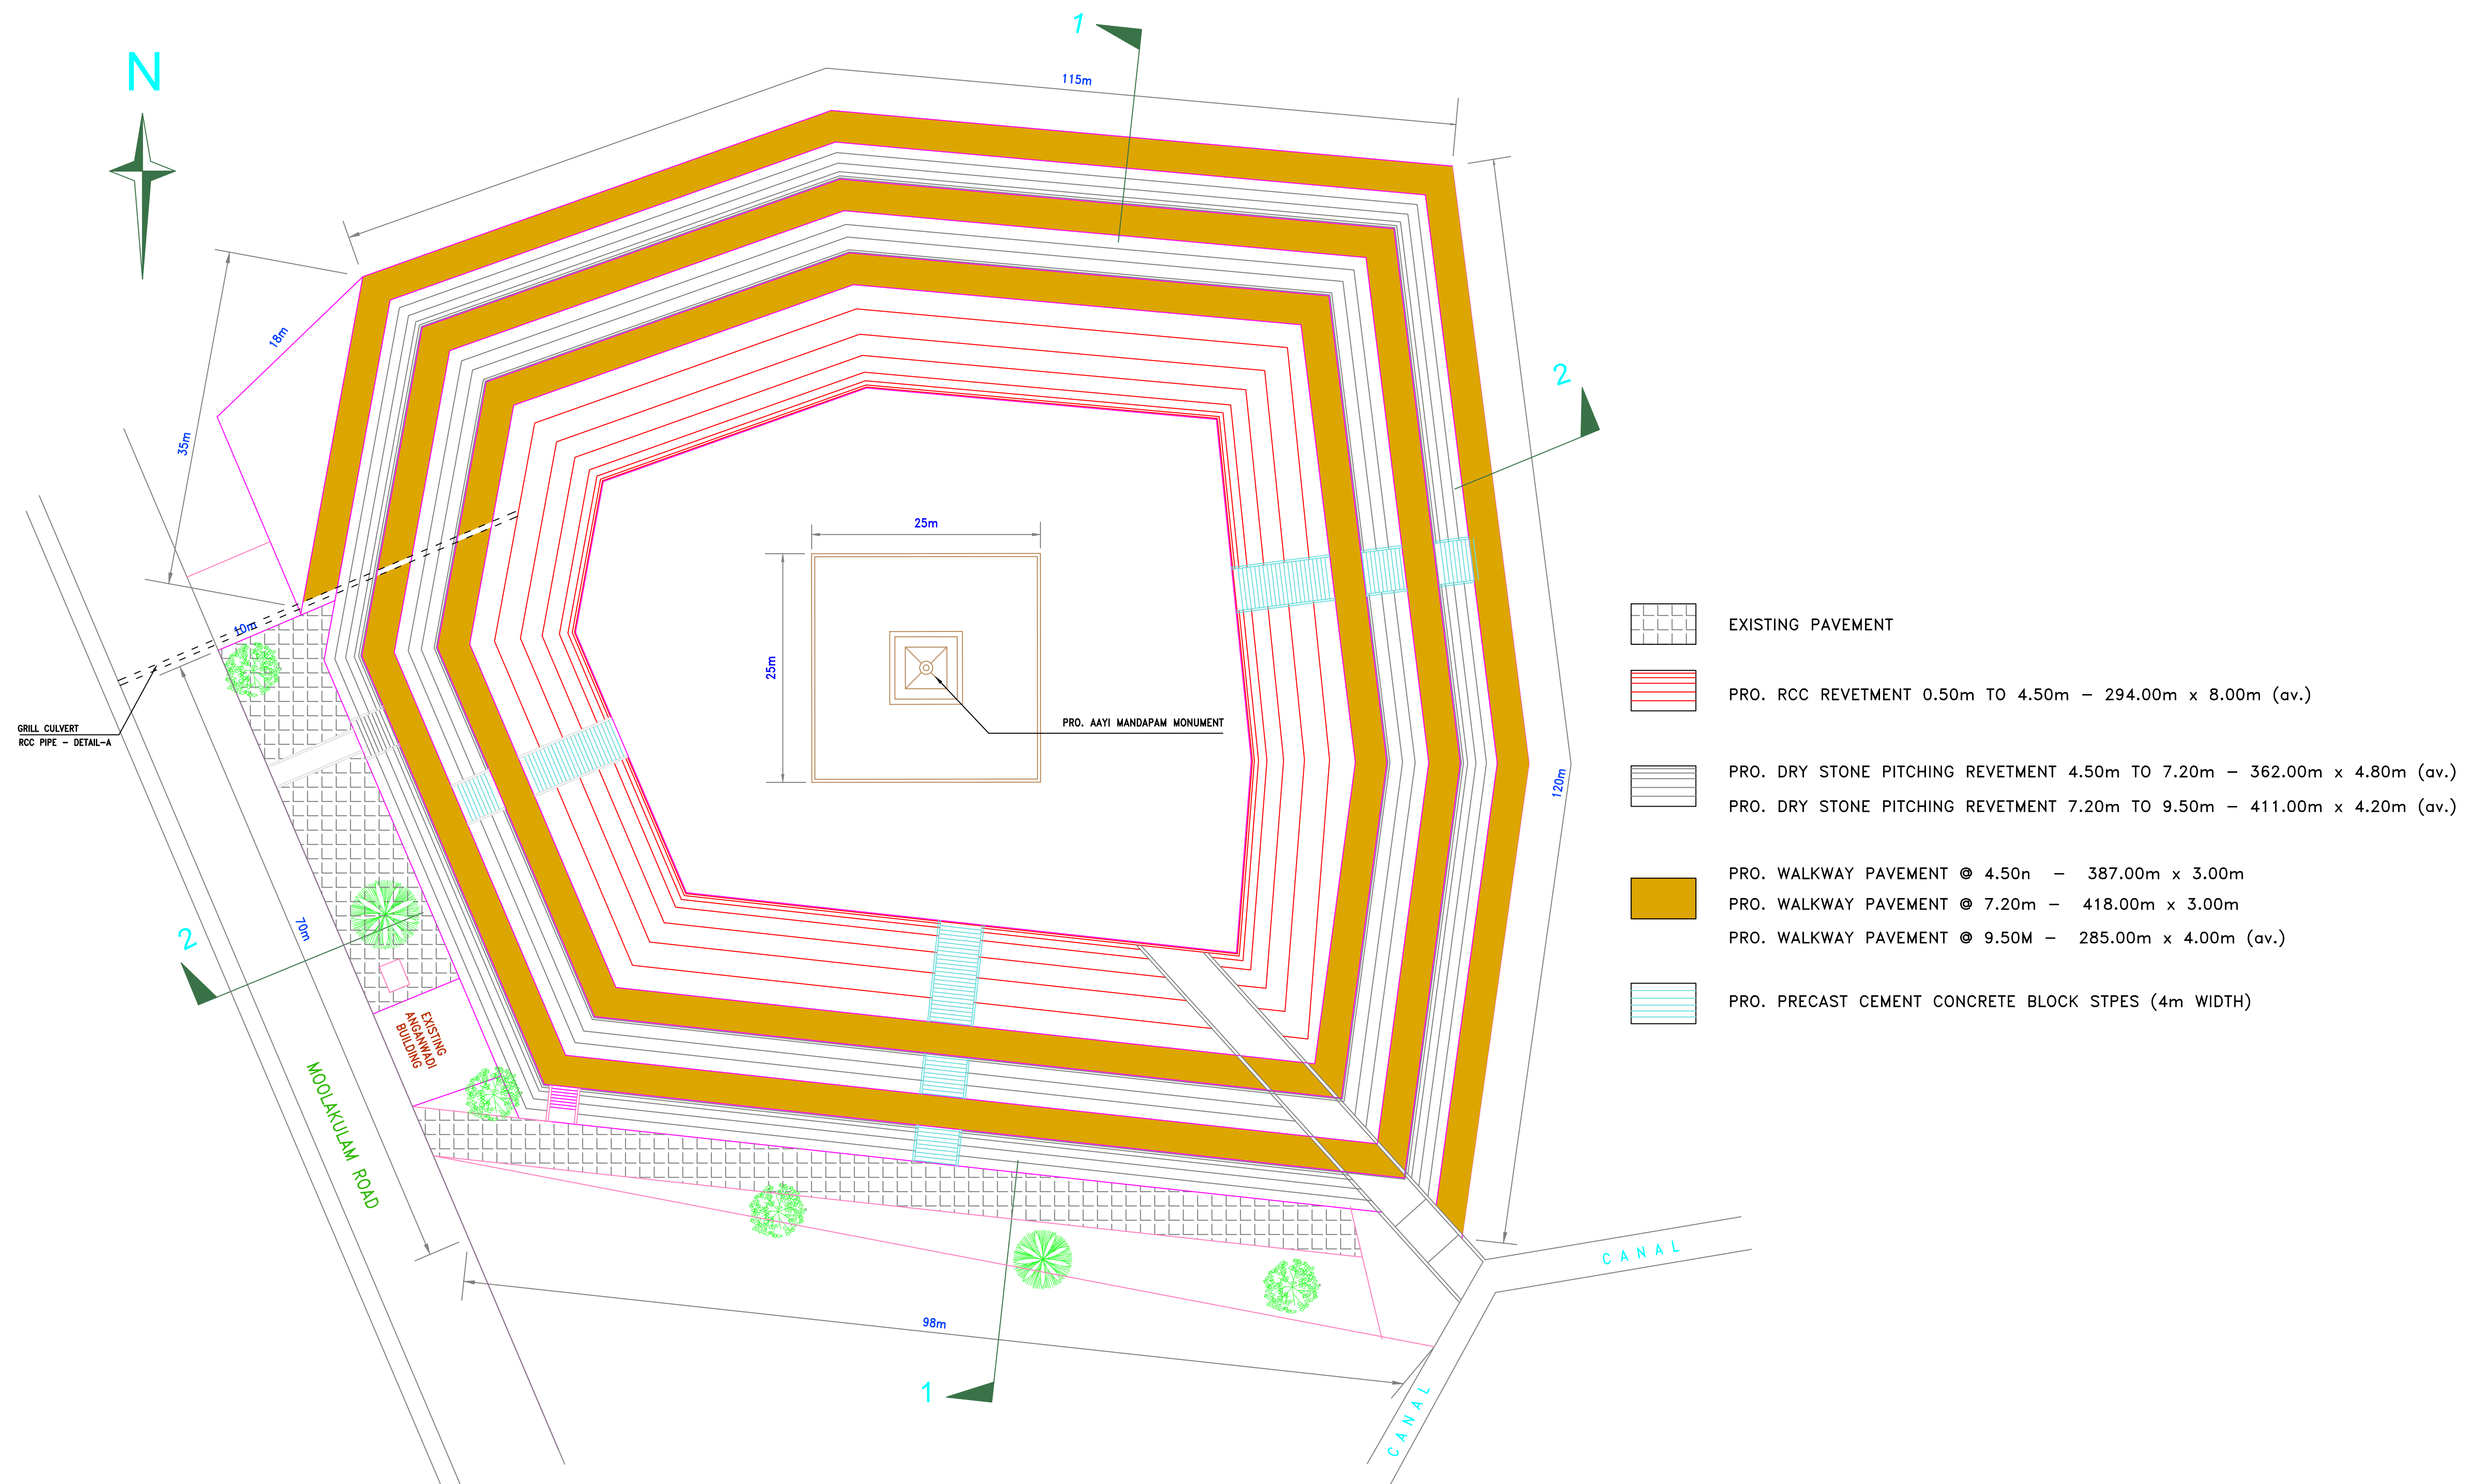 N
1
115m
18m
35m
2
25m
25m
10m
PRO. AAYI MANDAPAM MONUMENT
GRILL CULVERT
RCC PIPE - DETAIL-A
120m
70m
2
EXISTING
ANGANWADI
BUILDING
MOOLAKULAM ROAD
98m
1
CANAL
CANAL
EXISTING PAVEMENT
PRO. RCC REVETMENT 0.50m TO 4.50m - 294.00m x 8.00m (av.)
PRO. DRY STONE PITCHING REVETMENT 4.50m TO 7.20m - 362.00m x 4.80m (av.)
PRO. DRY STONE PITCHING REVETMENT 7.20m TO 9.50m - 411.00m x 4.20m (av.)
PRO. WALKWAY PAVEMENT @ 4.50n - 387.00m x 3.00m
PRO. WALKWAY PAVEMENT @ 7.20m - 418.00m x 3.00m
PRO. WALKWAY PAVEMENT @ 9.50M - 285.00m x 4.00m (av.)
PRO. PRECAST CEMENT CONCRETE BLOCK STPES (4m WIDTH)